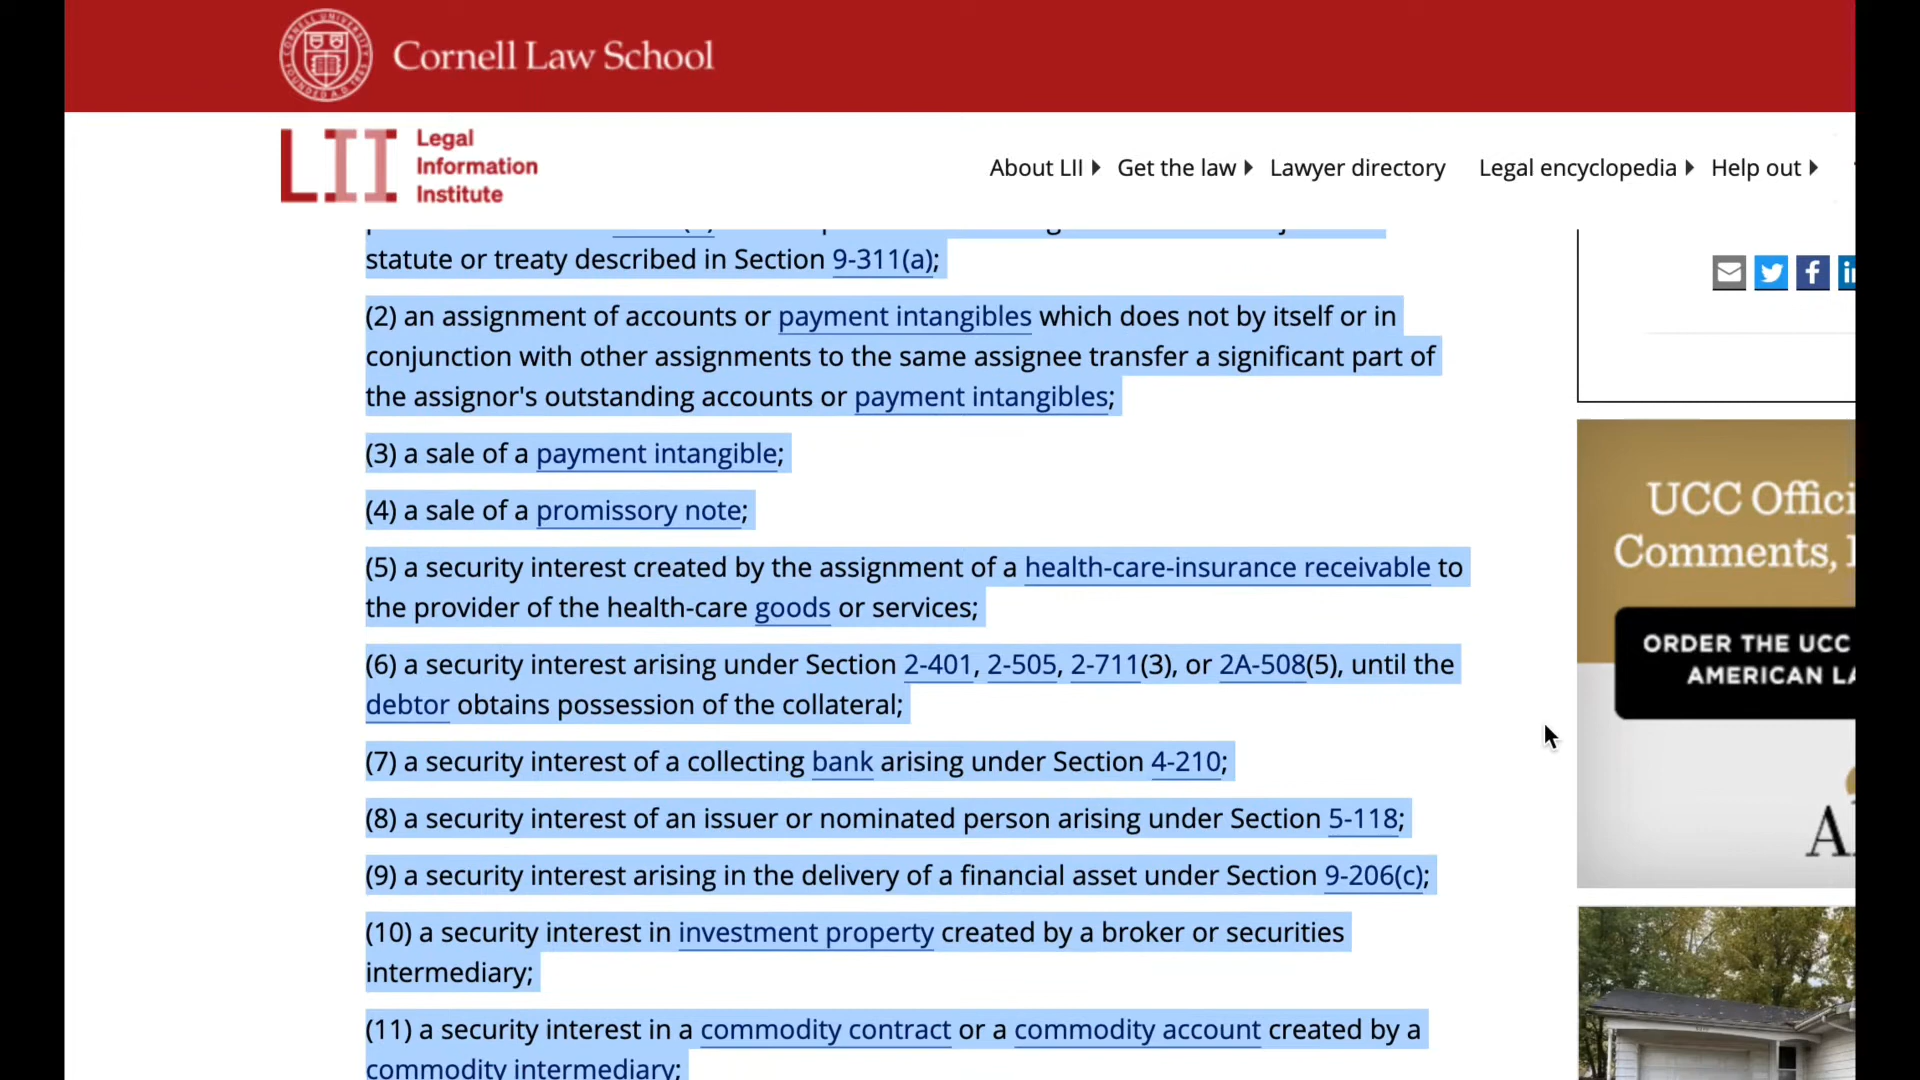 Cornell Law School
LII Legal
Information
Institute
About LII Get the law Lawyer directory Legal encyclopedia Help out
statute or treaty described in Section 9-311(a);
(2) an assignment of accounts or payment intangibles which does not by itself or in
conjunction with other assignments to the same assignee transfer a significant part of
the assignor's outstanding accounts or payment intangibles;
(3) a sale of a payment intangible;
(4) a sale of a promissory note;
(5) a security interest created by the assignment of a health-care-insurance receivable to
the provider of the health-care goods or services;
(6) a security interest arising under Section 2-401, 2-505, 2-711(3), or 2A-508(5), until the
debtor obtains possession of the collateral;
(7) a security interest of a collecting bank arising under Section 4-210;
(8) a security interest of an issuer or nominated person arising under Section 5-118;
(9) a security interest arising in the delivery of a financial asset under Section 9-206(c);
(10) a security interest in investment property created by a broker or securities
intermediary;
(11) a security interest in a commodity contract or a commodity account created by a
commodity intermediary;
UCC Offici
Comments,
ORDER THE UCC
AMERICAN LA
A